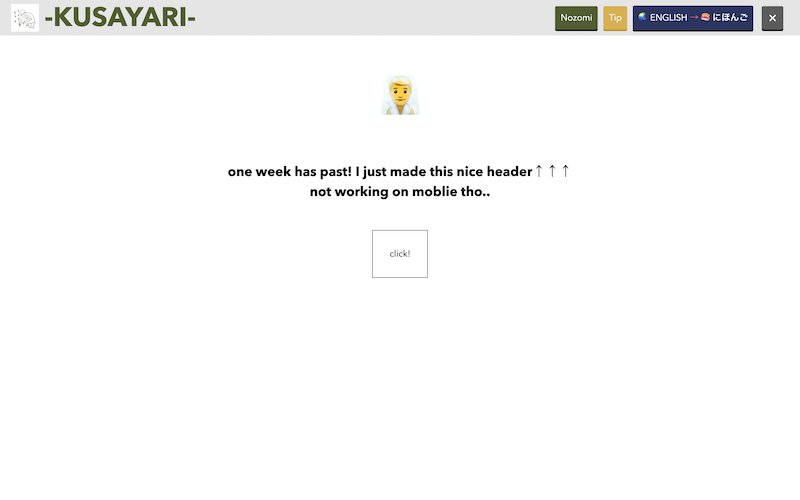 -KUSAYARI-
Nozomi
Tip
🌏 ENGLISH → 🍣 にほんご
×
one week has past! I just made this nice header↑↑↑
not working on moblie tho..
click!